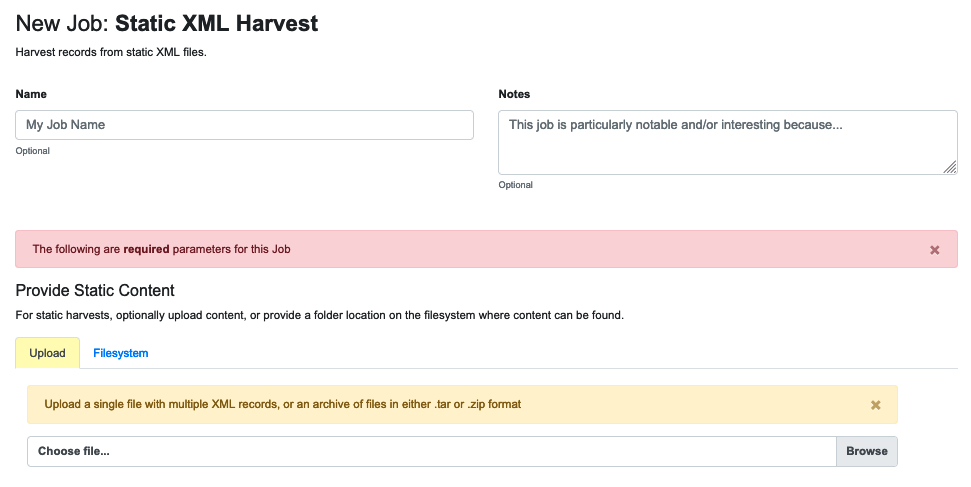 New Job: Static XML Harvest
Harvest records from static XML files.
Name
My Job Name
Optional
Notes
This job is particularly notable and/or interesting because...
Optional
The following are required parameters for this Job ×
Provide Static Content
For static harvests, optionally upload content, or provide a folder location on the filesystem where content can be found.
Upload Filesystem
Upload a single file with multiple XML records, or an archive of files in either .tar or .zip format ×
Choose file... Browse